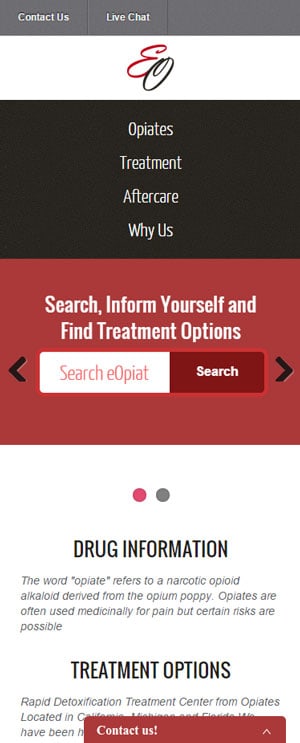 Contact Us Live Chat
EO
Opiates
Treatment
Aftercare
Why Us
Search, Inform Yourself and
Find Treatment Options
Search eOpiat Search
DRUG INFORMATION
The word "opiate" refers to a narcotic opioid
alkaloid derived from the opium poppy. Opiates are
often used medicinally for pain but certain risks are
possible
TREATMENT OPTIONS
Rapid Detoxification Treatment Center from Opiates
Located in California, Michigan and Florida We
have been h
Contact us!